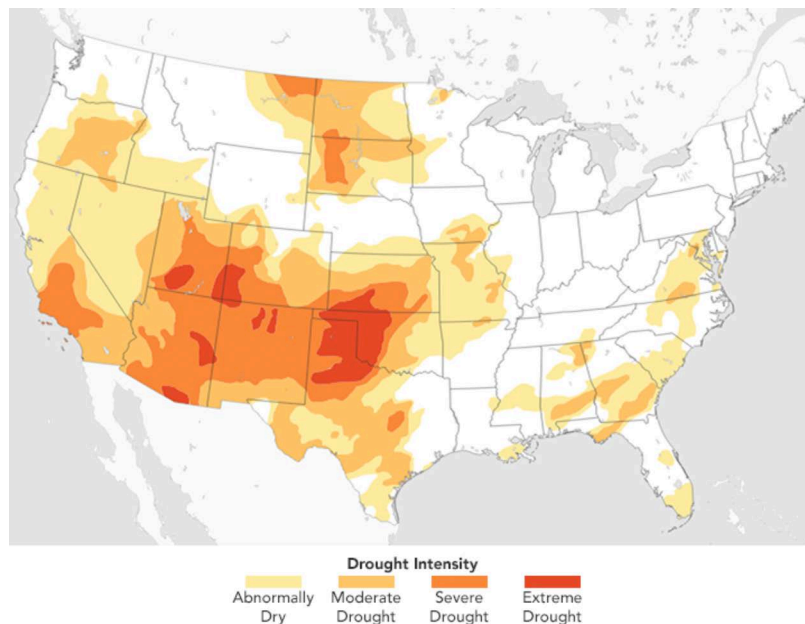 Drought Intensity
Abnormally Dry
Moderate Drought
Severe Drought
Extreme Drought